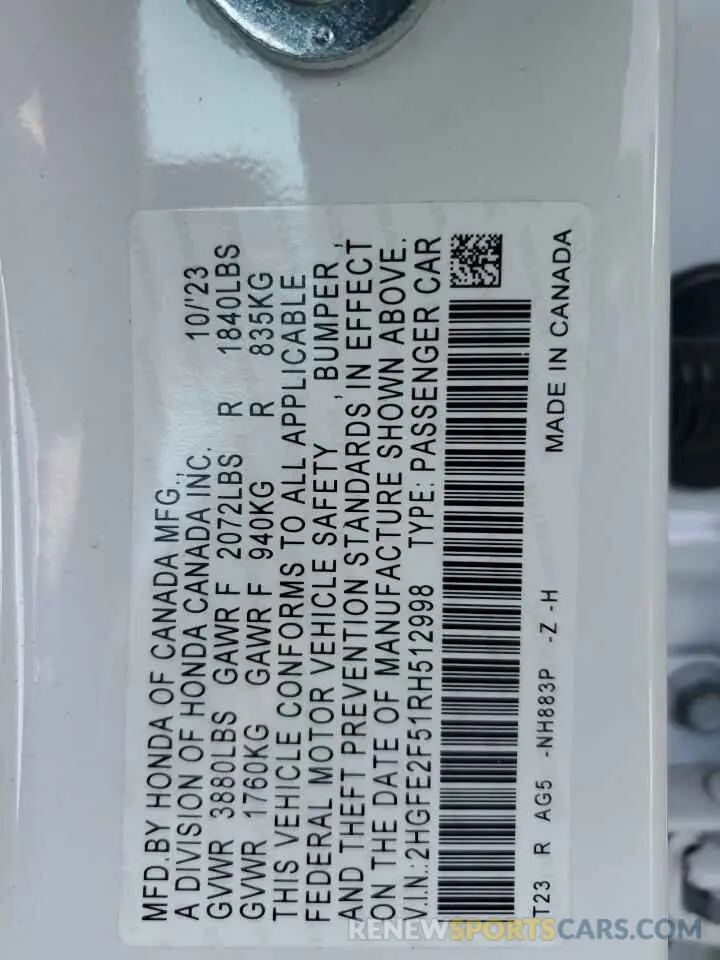 MFD.BY HONDA OF CANADA MFG.,
A DIVISION OF HONDA CANADA INC. 10/'23
GVWR 3880LBS GAWR F 2072LBS R 1840LBS
GVWR 1760KG GAWR F 940KG R 835KG
THIS VEHICLE CONFORMS TO ALL APPLICABLE
FEDERAL MOTOR VEHICLE SAFETY , BUMPER ,
AND THEFT PREVENTION STANDARDS IN EFFECT
ON THE DATE OF MANUFACTURE SHOWN ABOVE.
V.I.N.:2HGFE2F51RH512998 TYPE: PASSENGER CAR
T23 R AG5 -NH883P -Z -H
MADE IN CANADA
RENEWSPORTSCARS.COM